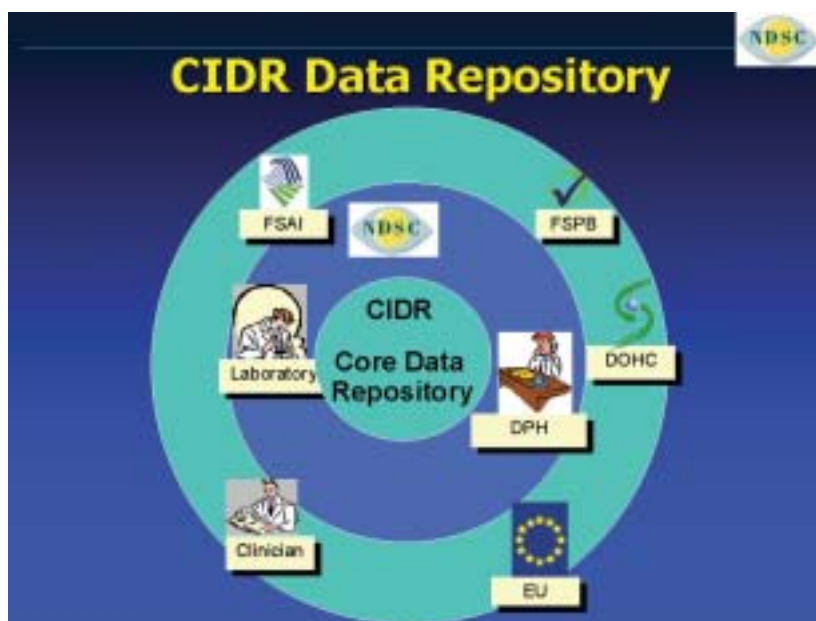 NDSC
CIDR Data Repository
FSAI
FSPB
NDSC
CIDR
DOHC
Core Data
Laboratory
Repository
DPH
Clinician
EU